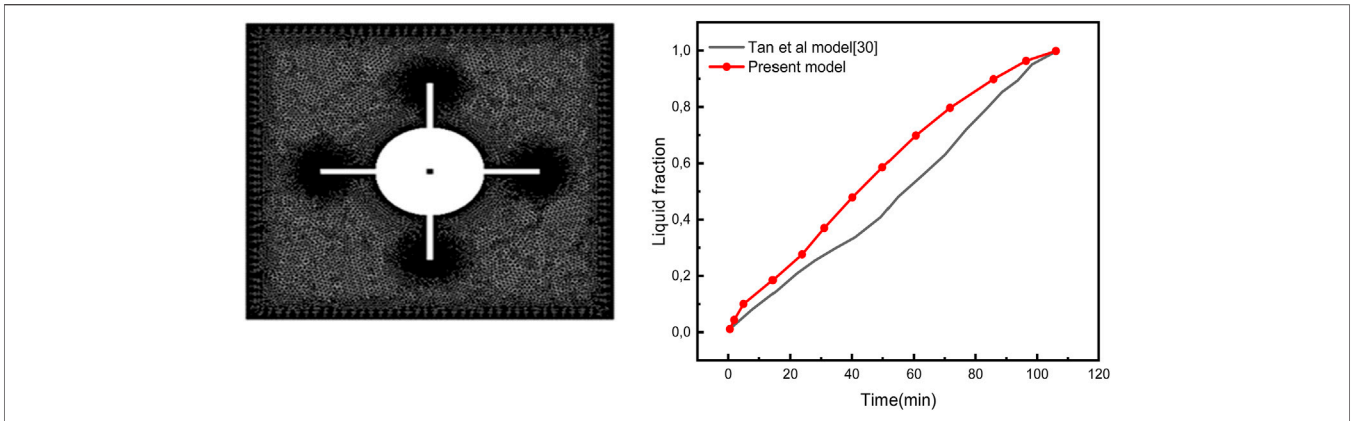 Tan et al model[30]
Present model
1,0
0,8
0,6
0,4
0,2
0,0
Liquid fraction
0 20 40 60 80 100 120
Time(min)